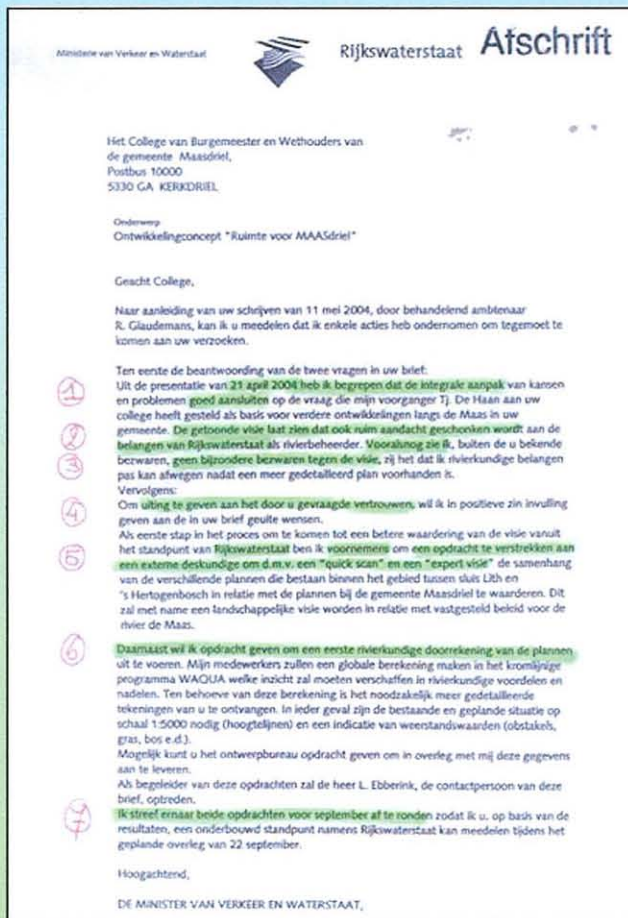 Ministerie van Verkeer en Waterstaat
Rijkswaterstaat
Afschrift
Het College van Burgemeester en Wethouders van
de gemeente Maasdriel,
Postbus 10000
5330 GA KERKDRIEL
Onderwerp
Ontwikkelingconcept "Ruimte voor MAASdriel"
Geacht College,
Naar aanleiding van uw schrijven van 11 mei 2004, door behandelend ambtenaar
R. Glaudemans, kan ik u meedelen dat ik enkele acties heb ondernomen om tegemoet te
komen aan uw verzoeken.
Ten eerste de beantwoording van de twee vragen in uw brief:
1 Uit de presentatie van 21 april 2004 heb ik begrepen dat de integrale aanpak van kansen
en problemen goed aansluiten op de vraag die mijn voorganger Tj. De Haan aan uw
college heeft gesteld als basis voor verdere ontwikkelingen langs de Maas in uw
2 gemeente. De getoonde visie laat zien dat ook ruim aandacht geschonken wordt aan de
belangen van Rijkswaterstaat als rivierbeheerder. Vooralsnog zie ik, buiten de u bekende
3 bezwaren, geen bijzondere bezwaren tegen de visie, zij het dat ik rivierkundige belangen
pas kan afwegen nadat een meer gedetailleerd plan voorhanden is.
Vervolgens:
4 Om uiting te geven aan het door u gevraagde vertrouwen, wil ik in positieve zin invulling
geven aan de in uw brief geuite wensen.
Als eerste stap in het proces om te komen tot een betere waardering van de visie vanuit
5 het standpunt van Rijkswaterstaat ben ik voornemens om een opdracht te verstrekken aan
een externe deskundige om d.m.v. een "quick scan" en een "expert visie" de samenhang
van de verschillende plannen die bestaan binnen het gebied tussen sluis Lith en
's Hertogenbosch in relatie met de plannen bij de gemeente Maasdriel te waarderen. Dit
zal met name een landschappelijke visie worden in relatie met vastgesteld beleid voor de
rivier de Maas.
6 Daarnaast wil ik opdracht geven om een eerste rivierkundige doorrekening van de plannen
uit te voeren. Mijn medewerkers zullen een globale berekening maken in het kromlijnige
programma WAQUA welke inzicht zal moeten verschaffen in rivierkundige voordelen en
nadelen. Ten behoeve van deze berekening is het noodzakelijk meer gedetailleerde
tekeningen van u te ontvangen. In ieder geval zijn de bestaande en geplande situatie op
schaal 1:5000 nodig (hoogtelijnen) en een indicatie van weerstandswaarden (obstakels,
gras, bos e.d.).
Mogelijk kunt u het ontwerpbureau opdracht geven om in overleg met mij deze gegevens
aan te leveren.
Als begeleider van deze opdrachten zal de heer L. Ebberink, de contactpersoon van deze
brief, optreden.
7 Ik streef ernaar beide opdrachten voor september af te ronden zodat ik u, op basis van de
resultaten, een onderbouwd standpunt namens Rijkswaterstaat kan meedelen tijdens het
geplande overleg van 22 september.
Hoogachtend,
DE MINISTER VAN VERKEER EN WATERSTAAT,